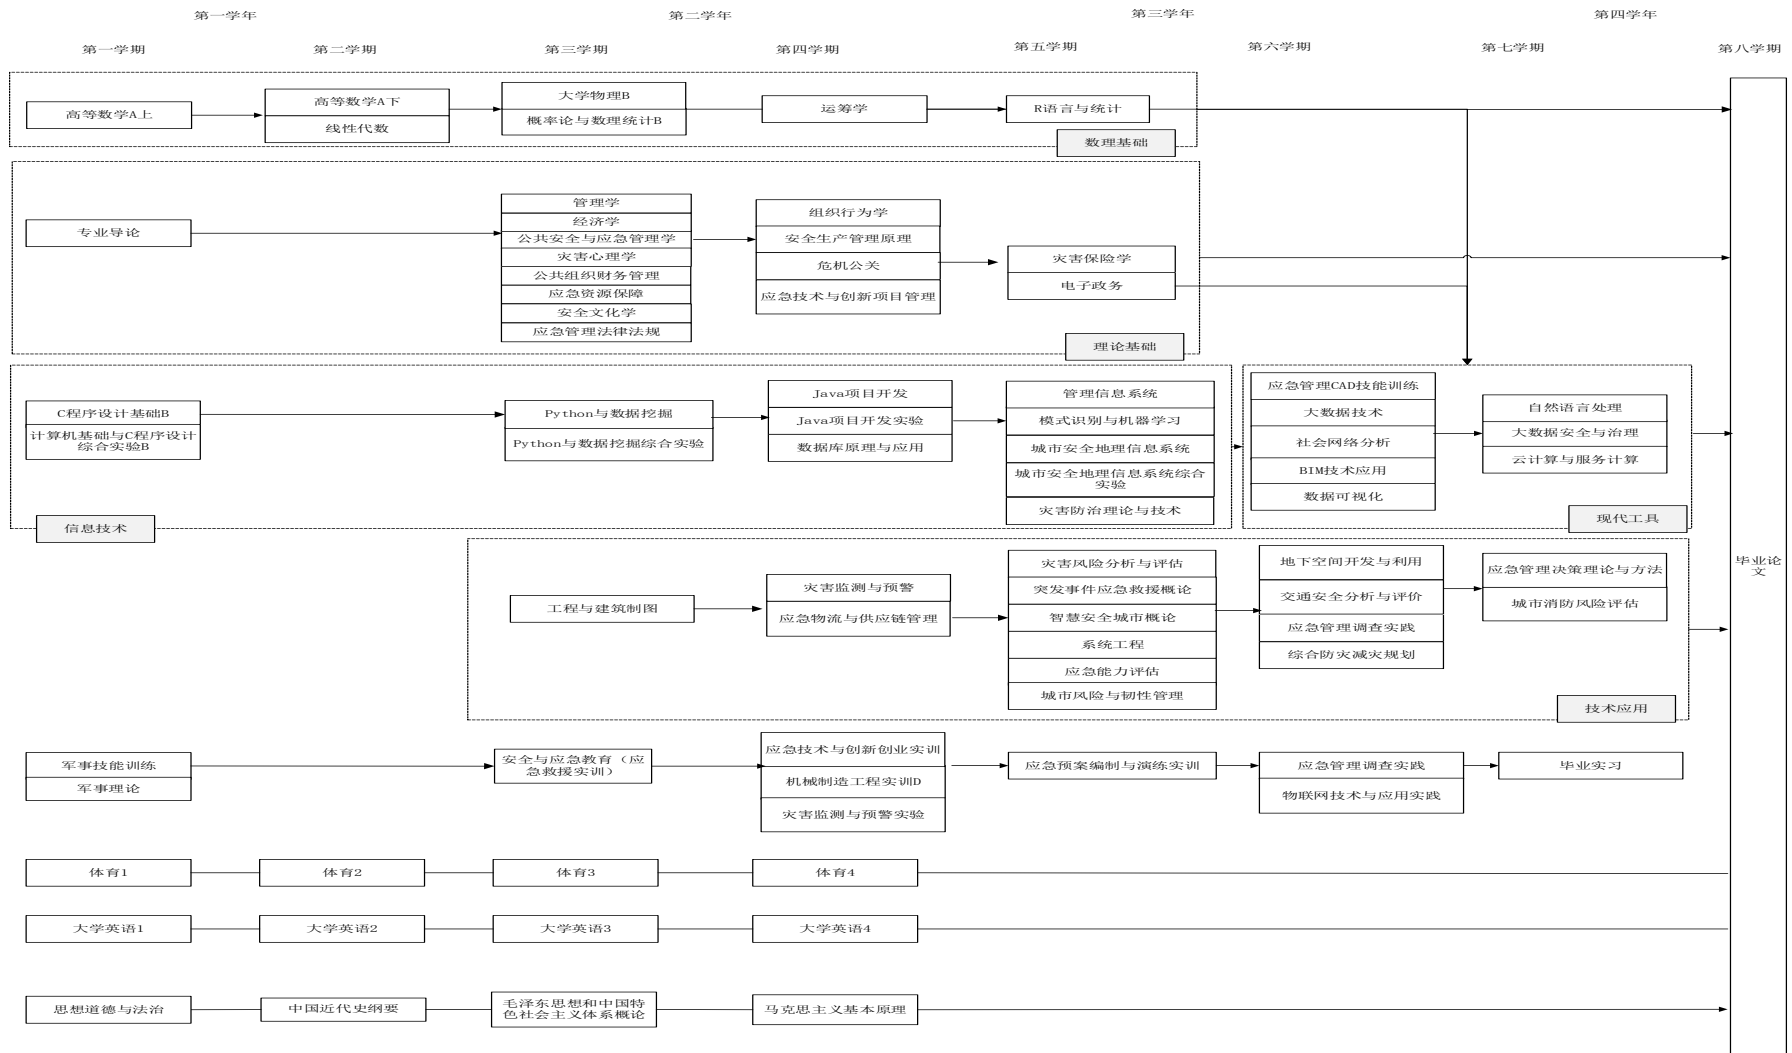 第一学年
第二学年
第三学年
第四学年
第一学期
第二学期
第三学期
第四学期
第五学期
第六学期
第七学期
第八学期
高等数学A上
高等数学A下
线性代数
大学物理B
概率论与数理统计B
运筹学
R语言与统计
数理基础
专业导论
管理学
经济学
公共安全与应急管理学
灾害心理学
公共组织财务管理
应急资源保障
安全文化学
应急管理法律法规
组织行为学
安全生产管理原理
危机公关
应急技术与创新项目管理
灾害保险学
电子政务
理论基础
C程序设计基础B
计算机基础与C程序设计
综合实验B
Python与数据挖掘
Python与数据挖掘综合实验
Java项目开发
Java项目开发实验
数据库原理与应用
管理信息系统
模式识别与机器学习
城市安全地理信息系统
城市安全地理信息系统综合
实验
灾害防治理论与技术
信息技术
应急管理CAD技能训练
大数据技术
社会网络分析
BIM技术应用
数据可视化
自然语言处理
大数据安全与治理
云计算与服务计算
现代工具
工程与建筑制图
灾害监测与预警
应急物流与供应链管理
灾害风险分析与评估
突发事件应急救援概论
智慧安全城市概论
系统工程
应急能力评估
城市风险与韧性管理
地下空间开发与利用
交通安全分析与评价
应急管理调查实践
综合防灾减灾规划
应急管理决策理论与方法
城市消防风险评估
技术应用
毕业论
文
军事技能训练
军事理论
安全与应急教育（应
急救援实训）
应急技术与创新创业实训
机械制造工程实训D
灾害监测与预警实验
应急预案编制与演练实训
应急管理调查实践
物联网技术与应用实践
毕业实习
体育1
体育2
体育3
体育4
大学英语1
大学英语2
大学英语3
大学英语4
思想道德与法治
中国近代史纲要
毛泽东思想和中国特
色社会主义体系概论
马克思主义基本原理